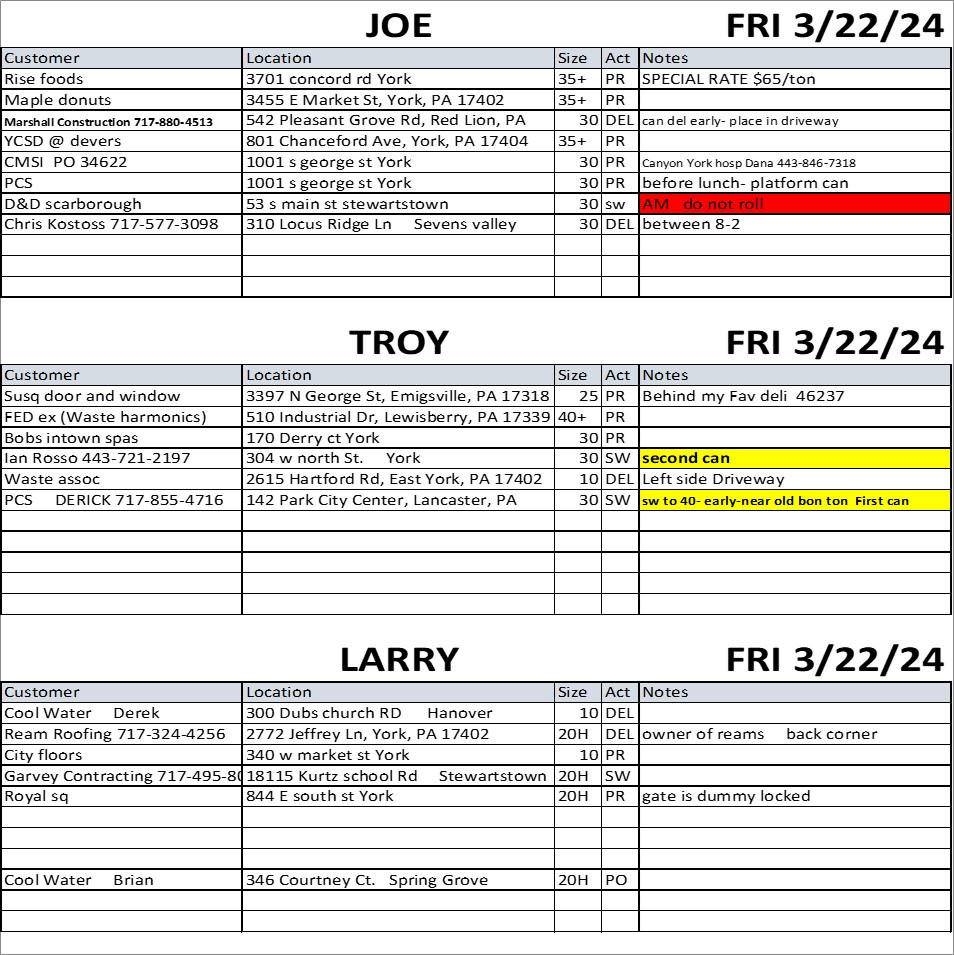 JOE FRI 3/22/24
Customer Location Size Act Notes
Rise foods 3701 concord rd York 35+ PR SPECIAL RATE $65/ton
Maple donuts 3455 E Market St, York, PA 17402 35+ PR
Marshall Construction 717-880-4513 542 Pleasant Grove Rd, Red Lion, PA 30 DEL can del early- place in driveway
YCSD @ devers 801 Chanceford Ave, York, PA 17404 35+ PR
CMSI PO 34622 1001 s george st York 30 PR Canyon York hosp Dana 443-846-7318
PCS 1001 s george st York 30 PR before lunch- platform can
D&D scarborough 53 s main st stewartstown 30 sw AM do not roll
Chris Kostoss 717-577-3098 310 Locus Ridge Ln Sevens valley 30 DEL between 8-2
TROY FRI 3/22/24
Customer Location Size Act Notes
Susq door and window 3397 N George St, Emigsville, PA 17318 25 PR Behind my Fav deli 46237
FED ex (Waste harmonics) 510 Industrial Dr, Lewisberry, PA 17339 40+ PR
Bobs intown spas 170 Derry ct York 30 PR
Ian Rosso 443-721-2197 304 w north St. York 30 SW second can
Waste assoc 2615 Hartford Rd, East York, PA 17402 10 DEL Left side Driveway
PCS DERICK 717-855-4716 142 Park City Center, Lancaster, PA 30 SW sw to 40- early-near old bon ton First can
LARRY FRI 3/22/24
Customer Location Size Act Notes
Cool Water Derek 300 Dubs church RD Hanover 10 DEL
Ream Roofing 717-324-4256 2772 Jeffrey Ln, York, PA 17402 20H DEL owner of reams back corner
City floors 340 w market st York 10 PR
Garvey Contracting 717-495-80 18115 Kurtz school Rd Stewartstown 20H SW
Royal sq 844 E south st York 20H PR gate is dummy locked
Cool Water Brian 346 Courtney Ct. Spring Grove 20H PO